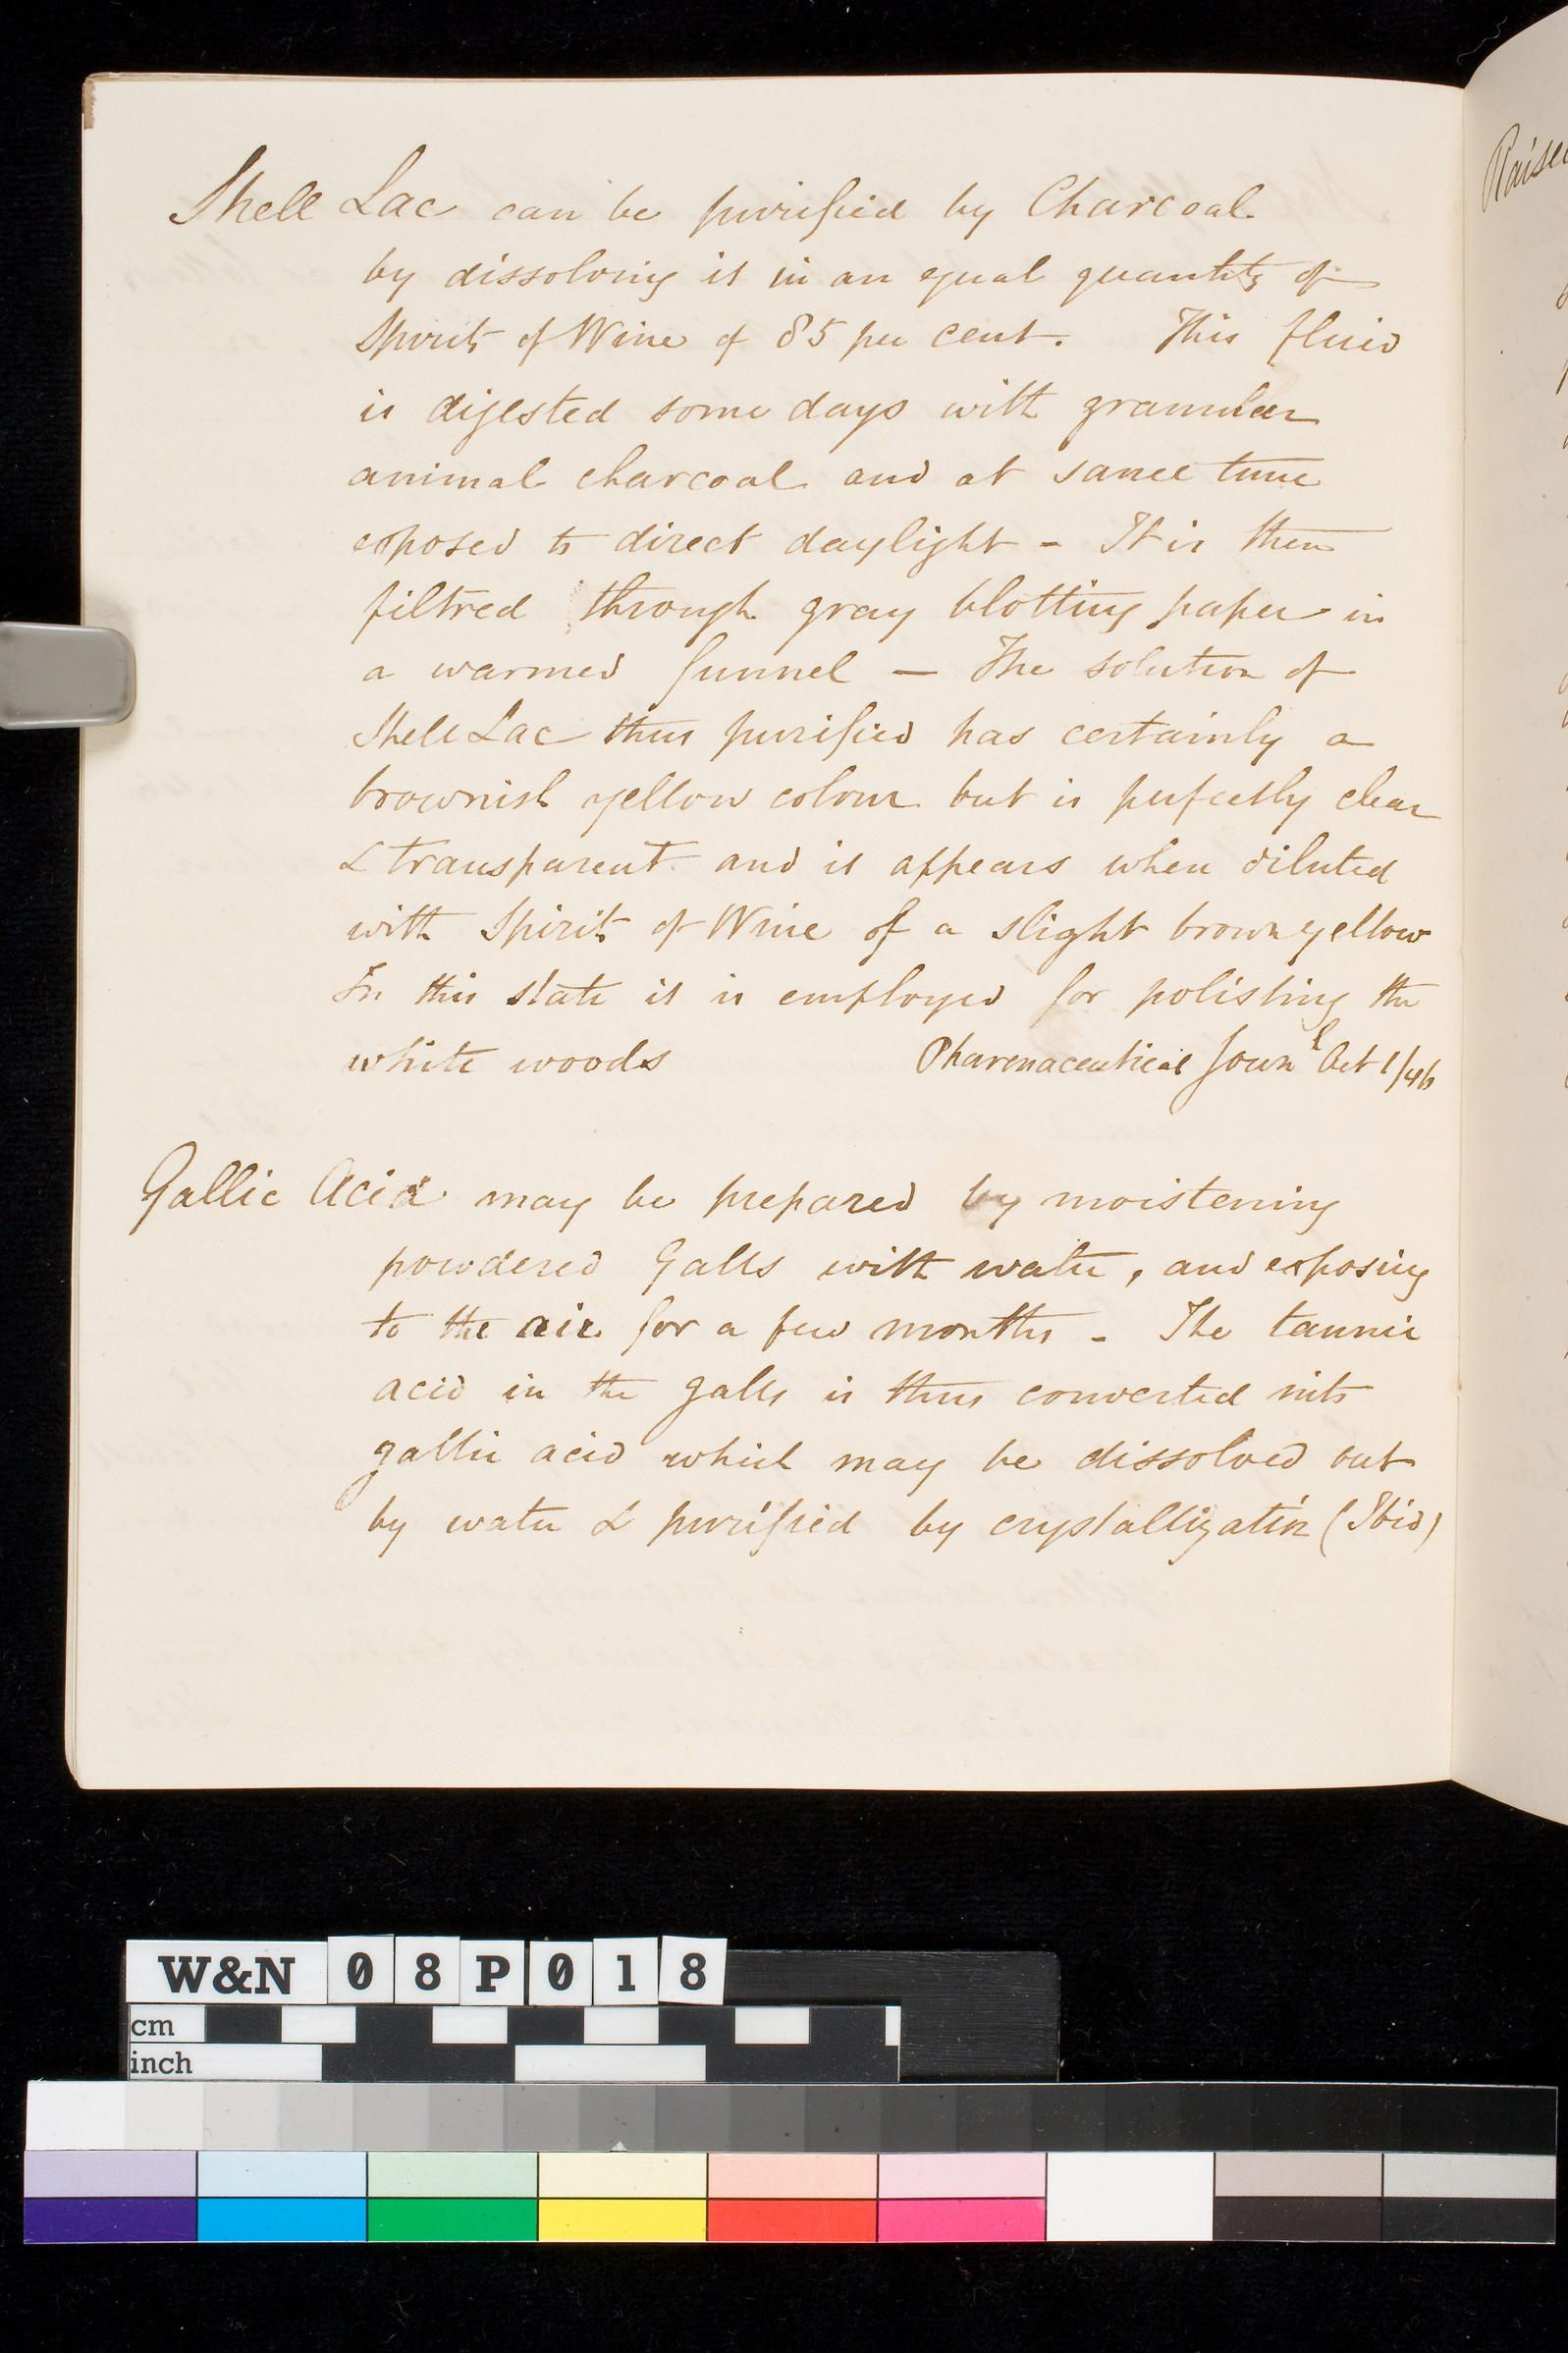 Shell Lac can be purified by Charcoal
by dissolving it in an equal quantity of
Spirits of Wine of 85 per cent. This fluid
is digested some days with granular
animal charcoal and at same time
exposed to direct daylight - It is then
filtred through gray blotting paper in
a warmed funnel — The solution of
Shell Lac thus purified has certainly a
brownish yellow colour but is perfectly clear
& transparent and it appears when diluted
with Spirits of Wine of a slight brown yellow
In this state it is employed for polishing the
white woods Pharmaceutical Journl Oct 1/46
Gallic Acid may be prepared by moistening
powdered Galls with water, and exposing
to the air for a few months - The tannic
acid in the galls is thus converted into
gallic acid which may be dissolved out
by water & purified by crystallization (Ibid)
W&N 08P018
cm
inch